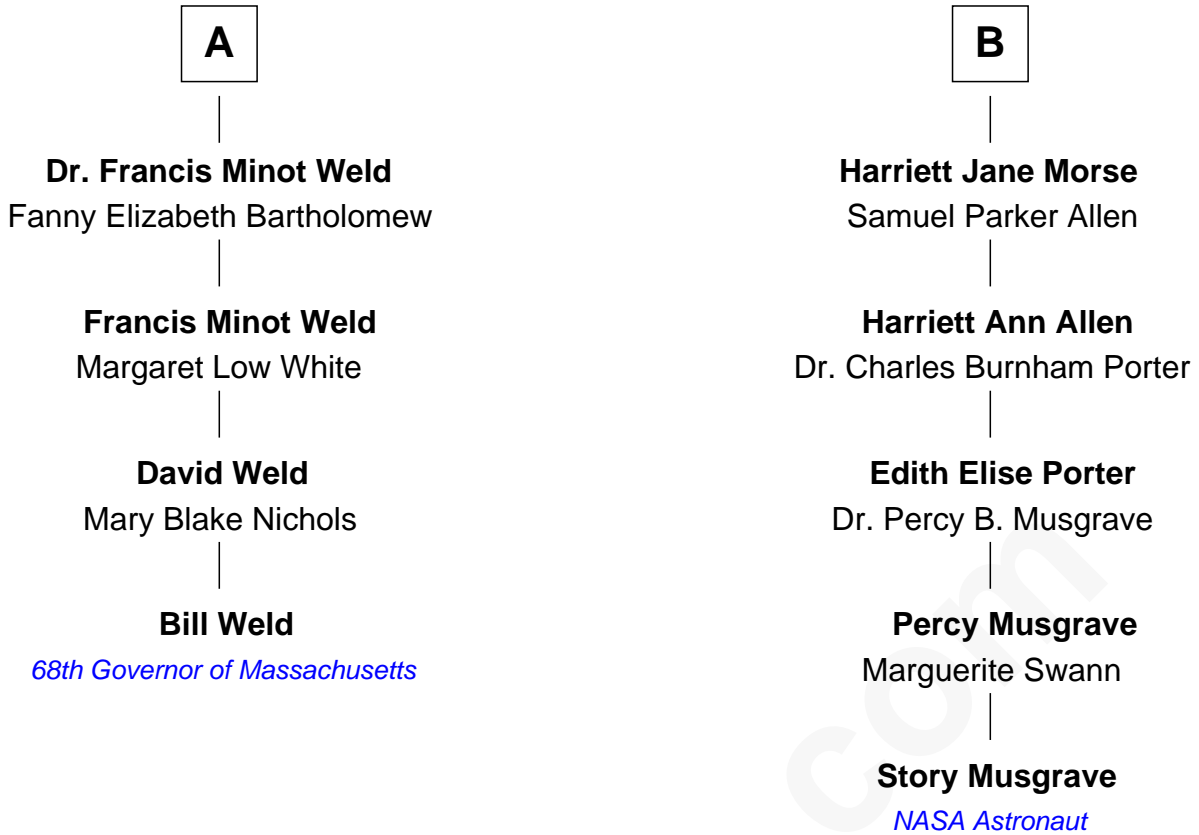 A
Dr. Francis Minot Weld
Fanny Elizabeth Bartholomew
Francis Minot Weld
Margaret Low White
David Weld
Mary Blake Nichols
Bill Weld
68th Governor of Massachusetts
B
Harriett Jane Morse
Samuel Parker Allen
Harriett Ann Allen
Dr. Charles Burnham Porter
Edith Elise Porter
Dr. Percy B. Musgrave
Percy Musgrave
Marguerite Swann
Story Musgrave
NASA Astronaut
com